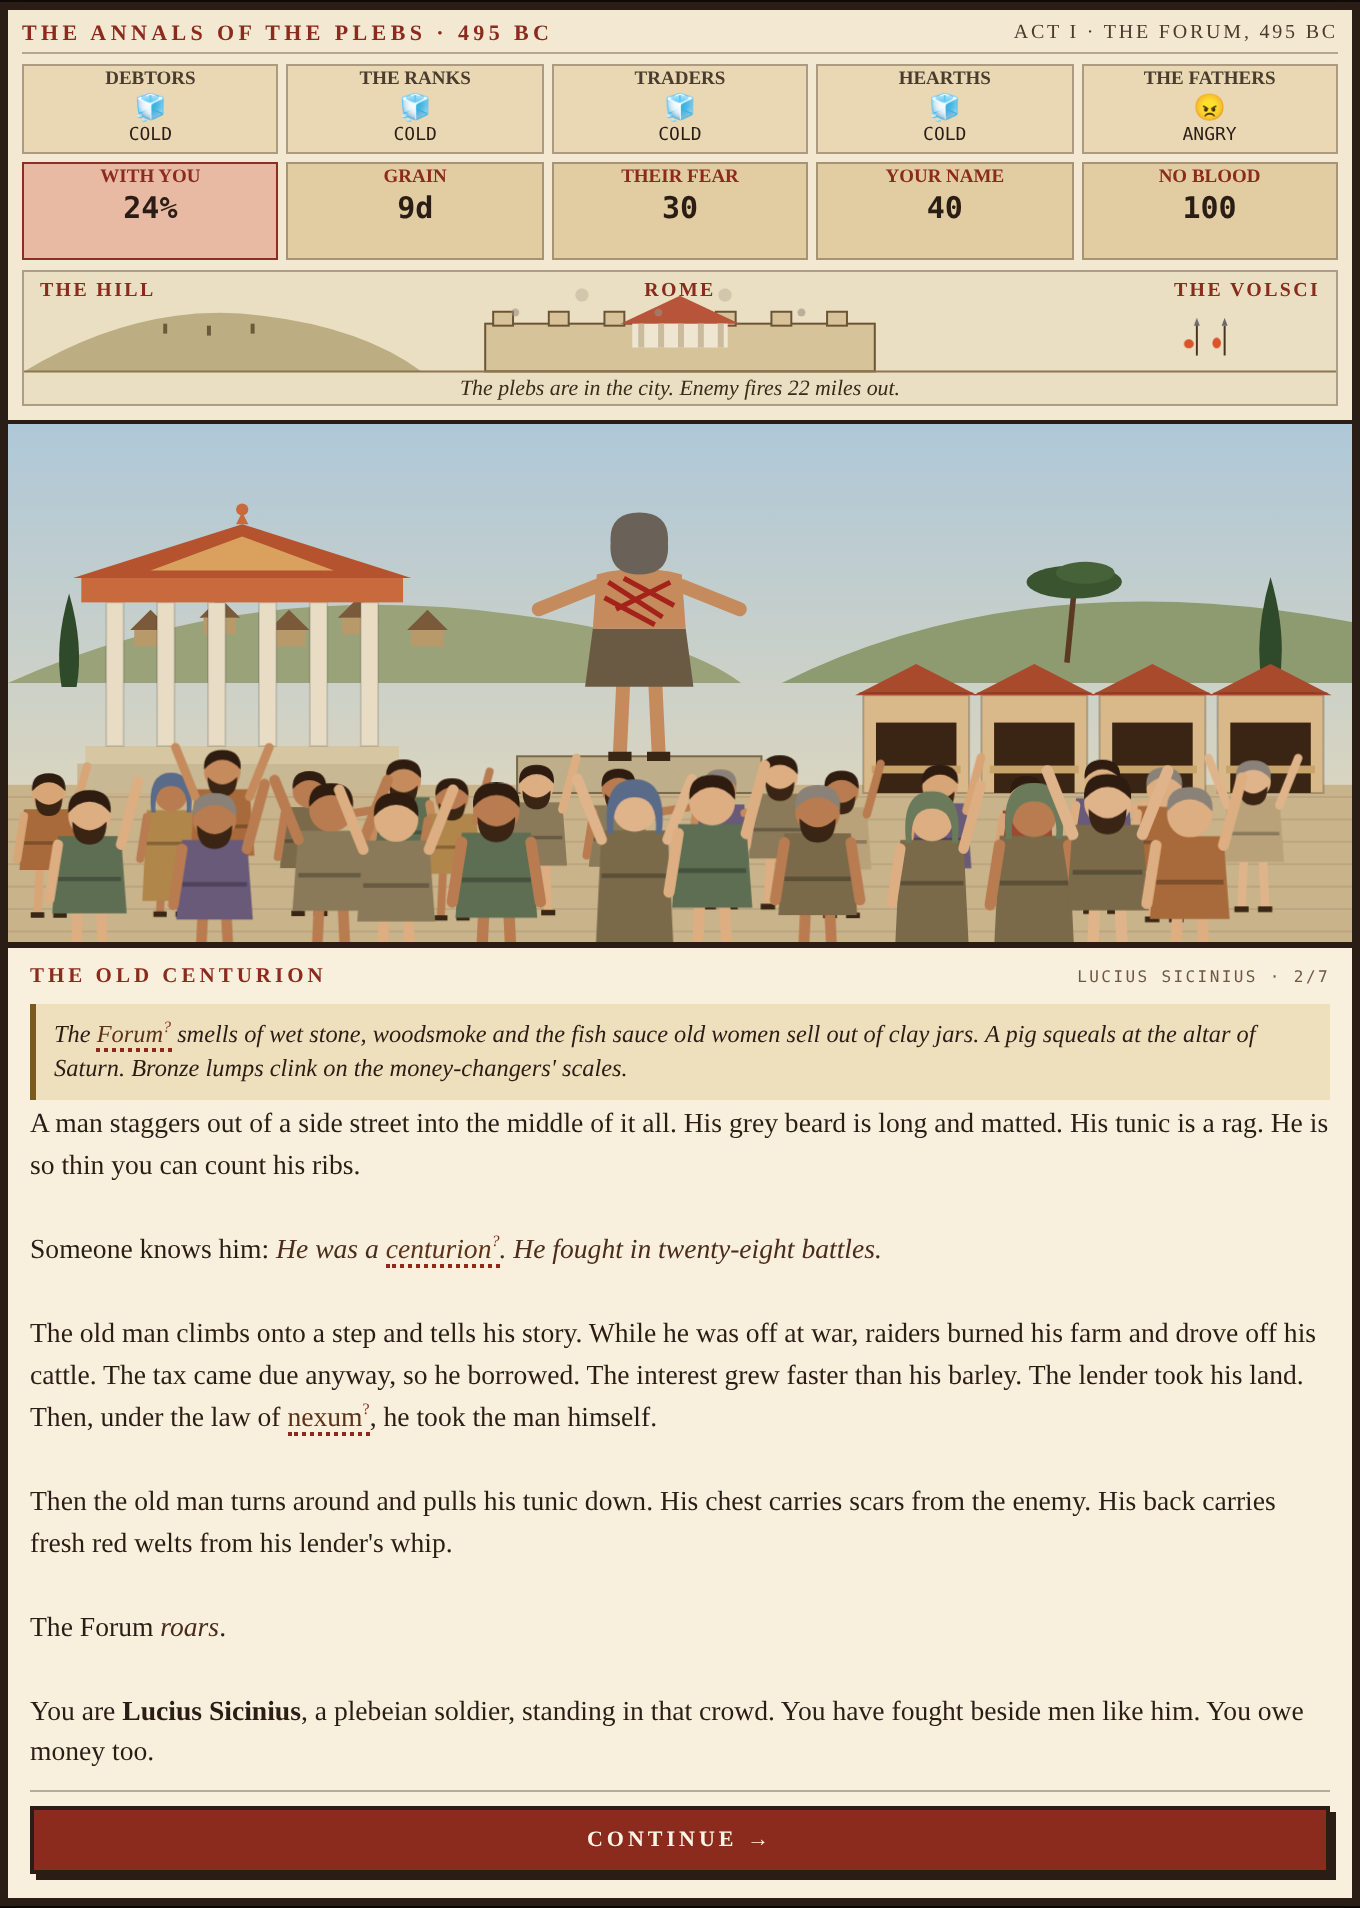 THE ANNALS OF THE PLEBS · 495 BC
ACT I · THE FORUM, 495 BC
DEBTORS
COLD
THE RANKS
COLD
TRADERS
COLD
HEARTHS
COLD
THE FATHERS
ANGRY
WITH YOU
24%
GRAIN
9d
THEIR FEAR
30
YOUR NAME
40
NO BLOOD
100
THE HILL
ROME
THE VOLSCI
The plebs are in the city. Enemy fires 22 miles out.
THE OLD CENTURION
LUCIUS SICINIUS · 2/7
The Forum? smells of wet stone, woodsmoke and the fish sauce old women sell out of clay jars. A pig squeals at the altar of
Saturn. Bronze lumps clink on the money-changers' scales.
A man staggers out of a side street into the middle of it all. His grey beard is long and matted. His tunic is a rag. He is
so thin you can count his ribs.
Someone knows him: He was a centurion?. He fought in twenty-eight battles.
The old man climbs onto a step and tells his story. While he was off at war, raiders burned his farm and drove off his
cattle. The tax came due anyway, so he borrowed. The interest grew faster than his barley. The lender took his land.
Then, under the law of nexum?, he took the man himself.
Then the old man turns around and pulls his tunic down. His chest carries scars from the enemy. His back carries
fresh red welts from his lender's whip.
The Forum roars.
You are Lucius Sicinius, a plebeian soldier, standing in that crowd. You have fought beside men like him. You owe
money too.
CONTINUE →